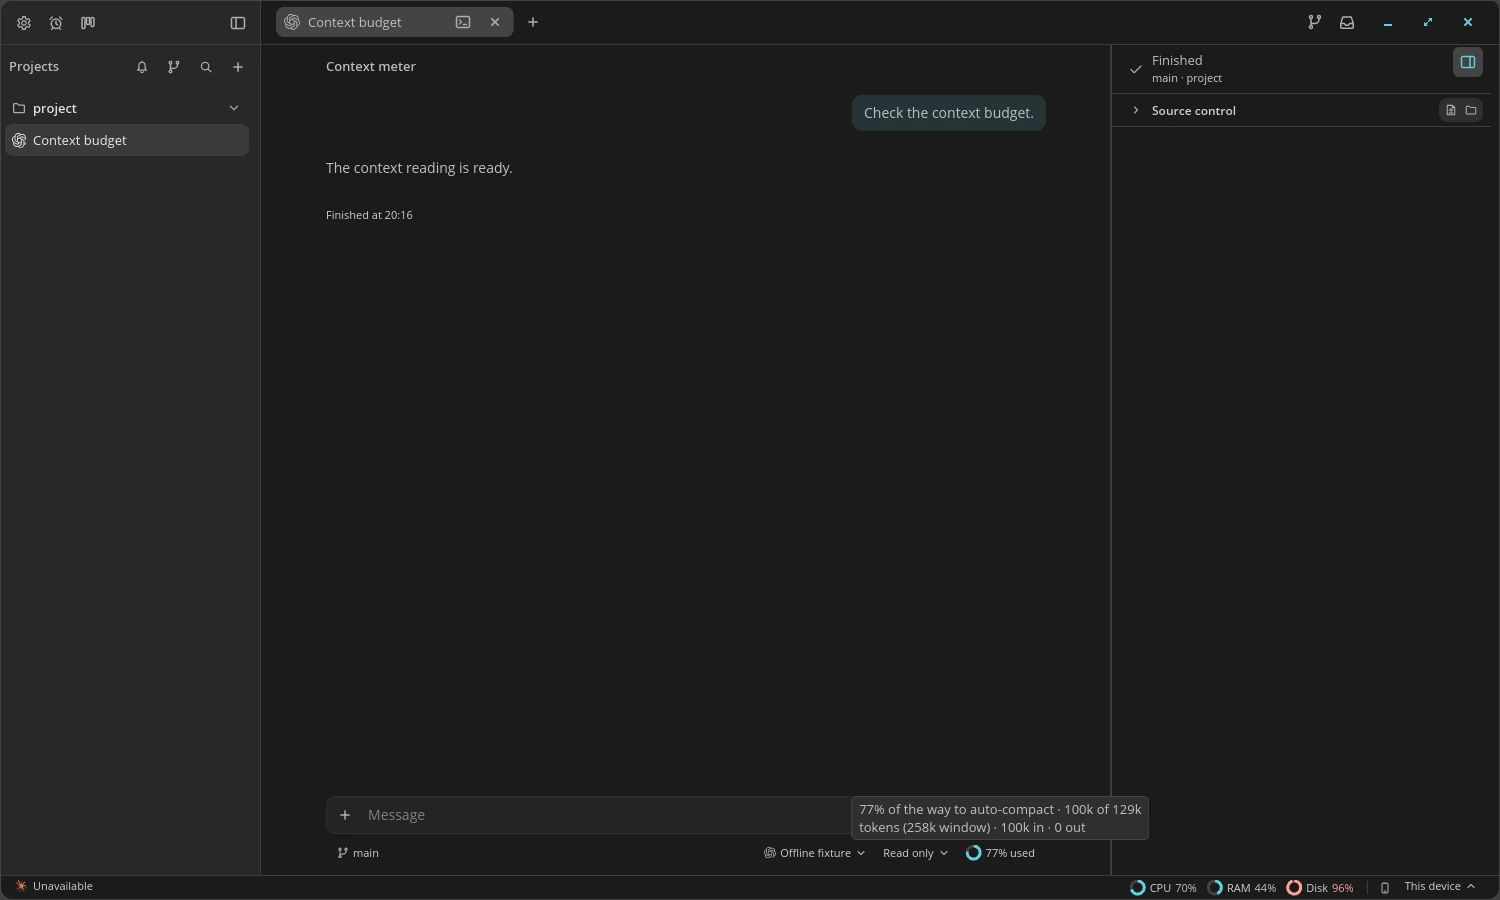 Context budget
Projects
project
Context budget
Context meter
Check the context budget.
The context reading is ready.
Finished at 20:16
Finished
main · project
Source control
Message
77% of the way to auto-compact · 100k of 129k
tokens (258k window) · 100k in · 0 out
main
Offline fixture
Read only
77% used
Unavailable
CPU 70%
RAM 44%
Disk 96%
This device